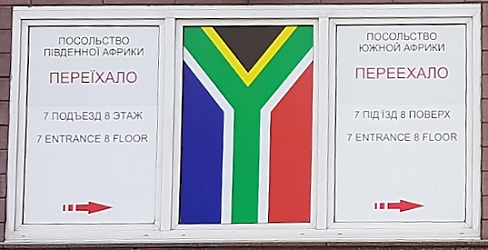 ПОСОЛЬСТВО
ПІВДЕННОЇ АФРИКИ
ПЕРЕЇХАЛО
7 ПОДЪЕЗД 8 ЭТАЖ
7 ENTRANCE 8 FLOOR
ПОСОЛЬСТВО
ЮЖНОЙ АФРИКИ
ПЕРЕЕХАЛО
7 ПІД'ЇЗД 8 ПОВЕРХ
7 ENTRANCE 8 FLOOR